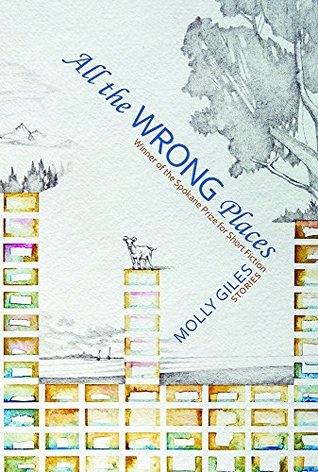 All the WRONG Places
Winner of the Spokane Prize for Short Fiction
STORIES
MOLLY GILES